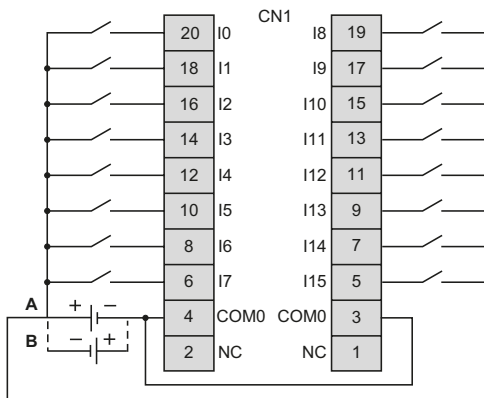 CN1
20 I0 I8 19
18 I1 I9 17
16 I2 I10 15
14 I3 I11 13
12 I4 I12 11
10 I5 I13 9
8 I6 I14 7
6 I7 I15 5
A + − 4 COM0 COM0 3
B − + 2 NC NC 1